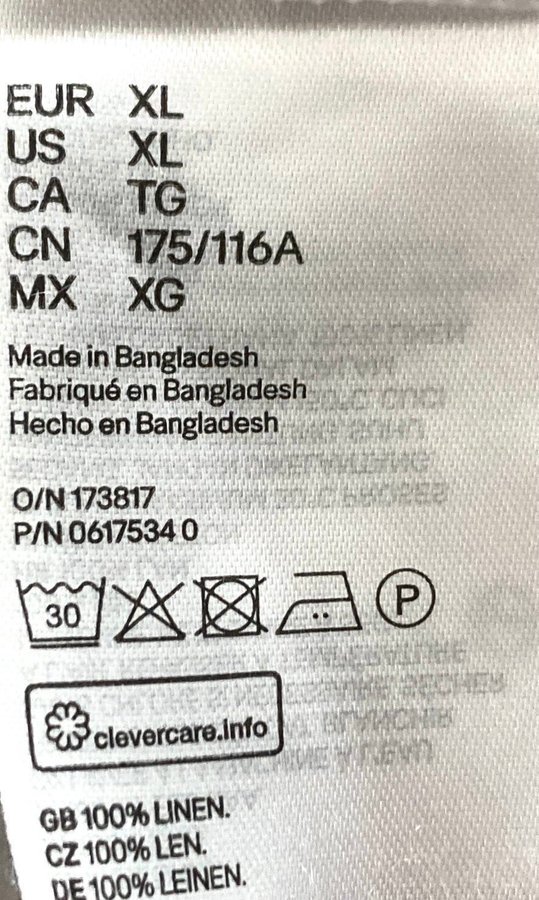 EUR XL
US XL
CA TG
CN 175/116A
MX XG
Made in Bangladesh
Fabriqué en Bangladesh
Hecho en Bangladesh
O/N 173817
P/N 0617534 0
30
P
clevercare.info
GB 100% LINEN.
CZ 100% LEN.
DE 100% LEINEN.